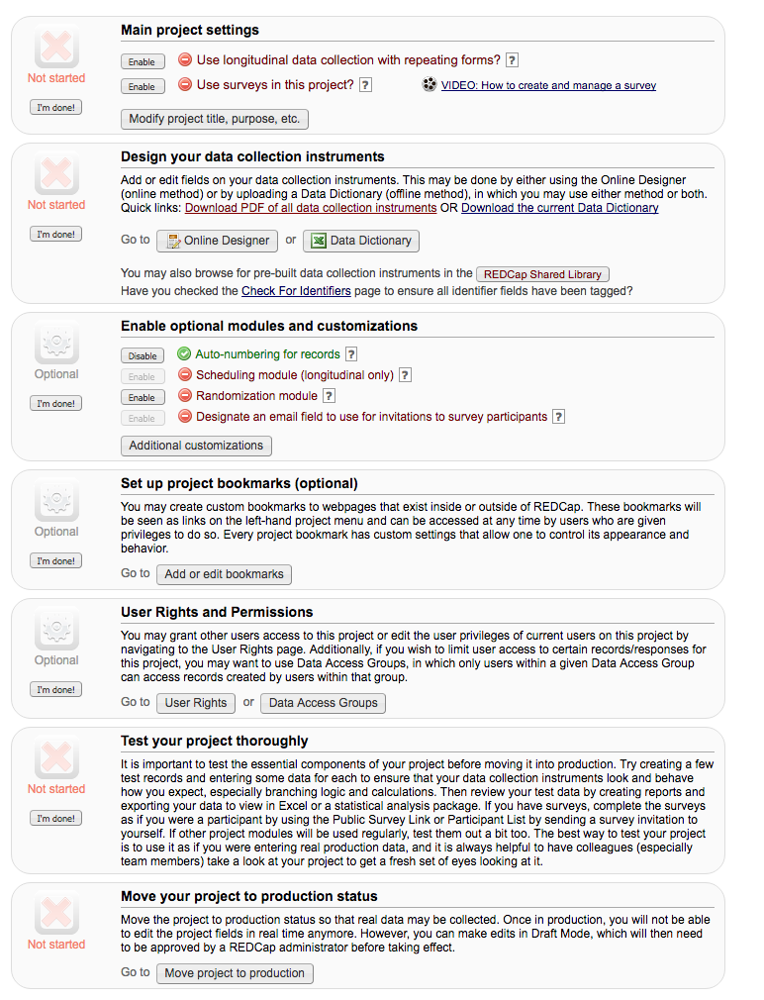 Main project settings
Not started
I'm done!
Enable Use longitudinal data collection with repeating forms? ?
Enable Use surveys in this project? ? VIDEO: How to create and manage a survey
Modify project title, purpose, etc.
Design your data collection instruments
Not started
I'm done!
Add or edit fields on your data collection instruments. This may be done by either using the Online Designer
(online method) or by uploading a Data Dictionary (offline method), in which you may use either method or both.
Quick links: Download PDF of all data collection instruments OR Download the current Data Dictionary
Go to Online Designer or Data Dictionary
You may also browse for pre-built data collection instruments in the REDCap Shared Library
Have you checked the Check For Identifiers page to ensure all identifier fields have been tagged?
Enable optional modules and customizations
Optional
I'm done!
Disable Auto-numbering for records ?
Enable Scheduling module (longitudinal only) ?
Enable Randomization module ?
Enable Designate an email field to use for invitations to survey participants ?
Additional customizations
Set up project bookmarks (optional)
Optional
I'm done!
You may create custom bookmarks to webpages that exist inside or outside of REDCap. These bookmarks will
be seen as links on the left-hand project menu and can be accessed at any time by users who are given
privileges to do so. Every project bookmark has custom settings that allow one to control its appearance and
behavior.
Go to Add or edit bookmarks
User Rights and Permissions
Optional
I'm done!
You may grant other users access to this project or edit the user privileges of current users on this project by
navigating to the User Rights page. Additionally, if you wish to limit user access to certain records/responses for
this project, you may want to use Data Access Groups, in which only users within a given Data Access Group
can access records created by users within that group.
Go to User Rights or Data Access Groups
Test your project thoroughly
Not started
I'm done!
It is important to test the essential components of your project before moving it into production. Try creating a few
test records and entering some data for each to ensure that your data collection instruments look and behave
how you expect, especially branching logic and calculations. Then review your test data by creating reports and
exporting your data to view in Excel or a statistical analysis package. If you have surveys, complete the surveys
as if you were a participant by using the Public Survey Link or Participant List by sending a survey invitation to
yourself. If other project modules will be used regularly, test them out a bit too. The best way to test your project
is to use it as if you were entering real production data, and it is always helpful to have colleagues (especially
team members) take a look at your project to get a fresh set of eyes looking at it.
Move your project to production status
Not started
Move the project to production status so that real data may be collected. Once in production, you will not be able
to edit the project fields in real time anymore. However, you can make edits in Draft Mode, which will then need
to be approved by a REDCap administrator before taking effect.
Go to Move project to production